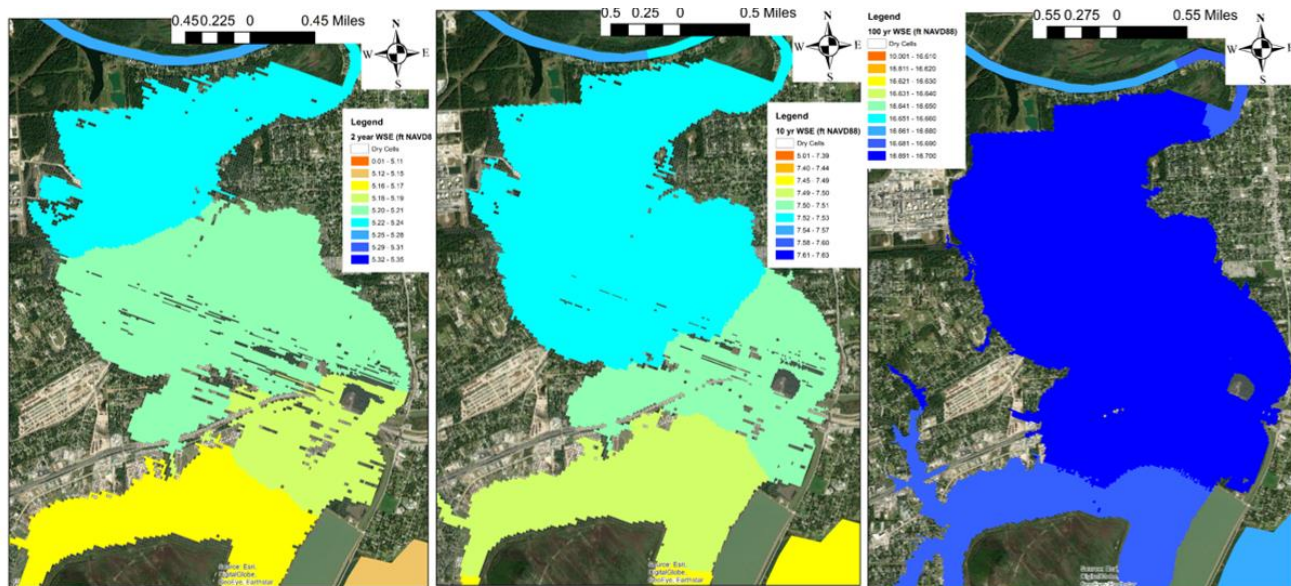 0.45 0.225 0 0.45 Miles
N
W E
S
Legend
2 year WSE (ft NAVD8
Dry Cells
0.01 - 5.11
5.12 - 5.15
5.16 - 5.17
5.18 - 5.19
5.20 - 5.21
5.22 - 5.24
5.25 - 5.28
5.29 - 5.31
5.32 - 5.35
Source: Esri,
DigitalGlobe,
GeoEye, Earthstar
0.5 0.25 0 0.5 Miles
N
W E
S
Legend
10 yr WSE (ft NAVD88)
Dry Cells
5.01 - 7.39
7.40 - 7.44
7.45 - 7.49
7.49 - 7.50
7.50 - 7.51
7.52 - 7.53
7.54 - 7.57
7.58 - 7.60
7.61 - 7.63
Source: Esri,
DigitalGlobe,
GeoEye, Earthstar
0.55 0.275 0 0.55 Miles
N
W E
S
Legend
100 yr WSE (ft NAVD88)
Dry Cells
16.621 - 16.630
16.631 - 16.640
16.641 - 16.650
16.651 - 16.660
16.661 - 16.680
16.681 - 16.690
16.691 - 16.700
Source: Esri,
DigitalGlobe,